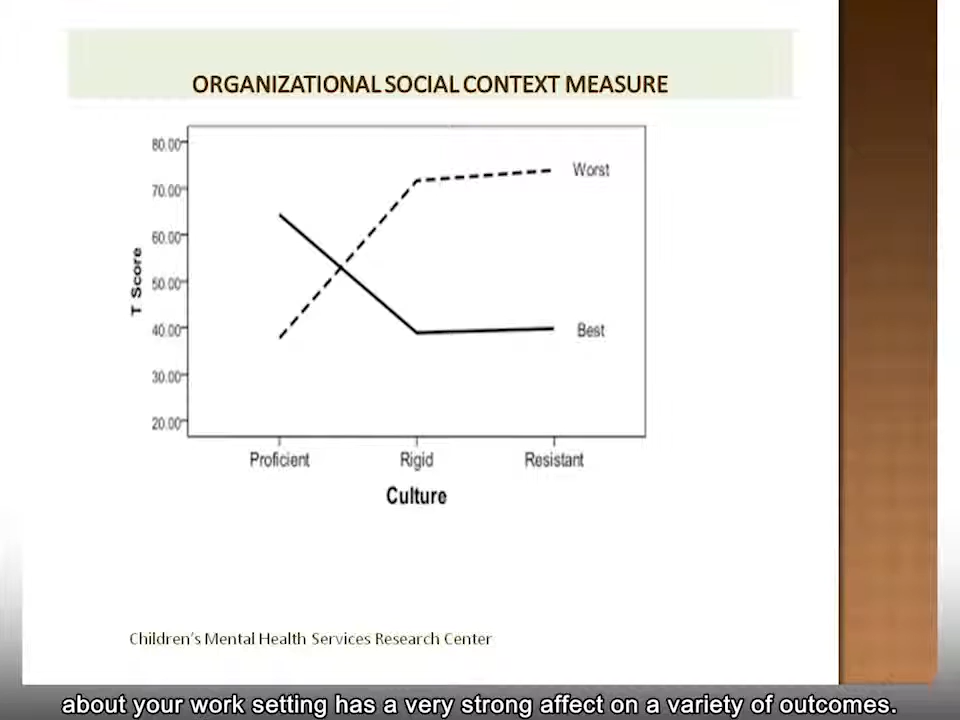 ORGANIZATIONAL SOCIAL CONTEXT MEASURE
80.00
Worst
70.00
60.00
50.00
T Score
40.00
Best
30.00
20.00
Proficient Rigid Resistant
Culture
Children's Mental Health Services Research Center
about your work setting has a very strong affect on a variety of outcomes.